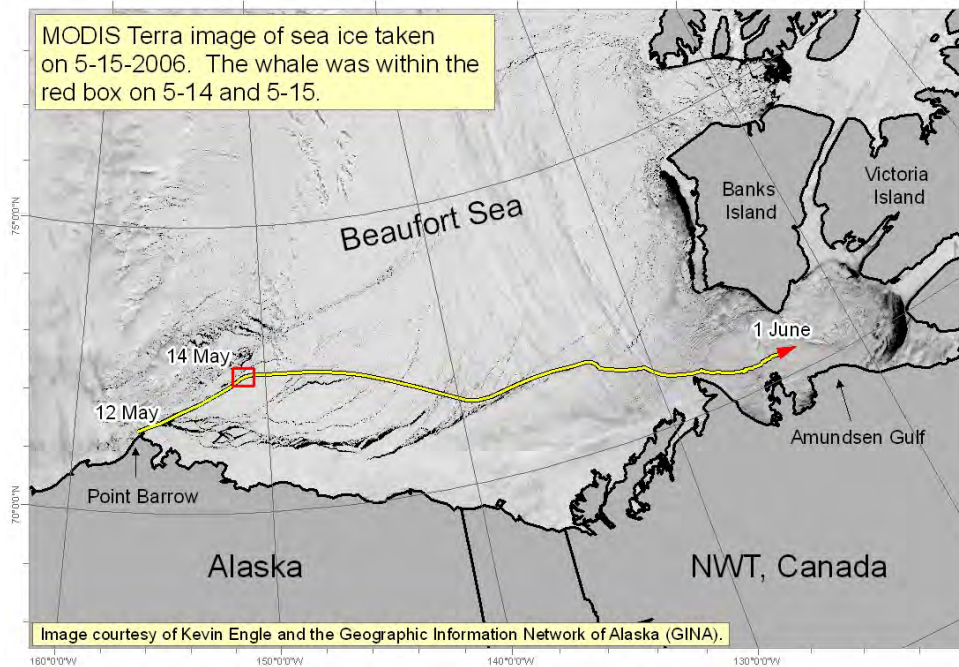 MODIS Terra image of sea ice taken
on 5-15-2006. The whale was within the
red box on 5-14 and 5-15.
Banks
Island
Victoria
Island
Beaufort Sea
75°0'0"N
1 June
14 May
12 May
Amundsen Gulf
Point Barrow
70°0'0"N
Alaska
NWT, Canada
Image courtesy of Kevin Engle and the Geographic Information Network of Alaska (GINA).
160°0'0"W
150°0'0"W
140°0'0"W
130°0'0"W